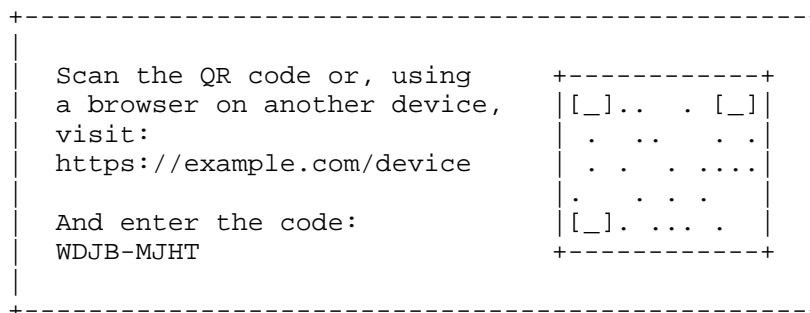 Scan the QR code or, using
a browser on another device,
visit:
https://example.com/device
And enter the code:
WDJB-MJHT